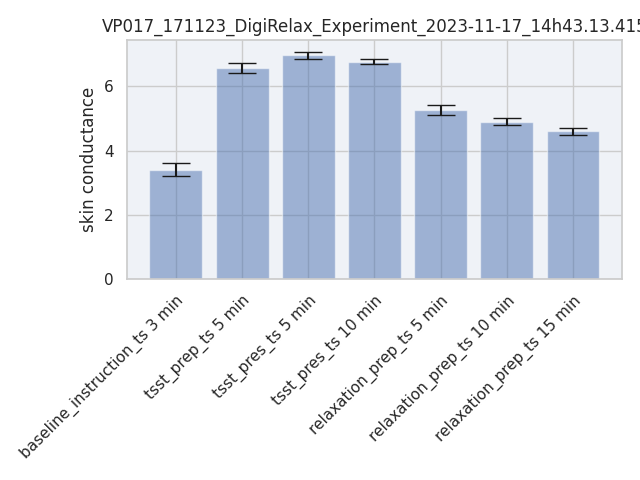 VP017_171123_DigiRelax_Experiment_2023-11-17_14h43.13.415
skin conductance
6
4
2
0
baseline_instruction_ts 3 min
tsst_prep_ts 5 min
tsst_pres_ts 5 min
tsst_pres_ts 10 min
relaxation_prep_ts 5 min
relaxation_prep_ts 10 min
relaxation_prep_ts 15 min